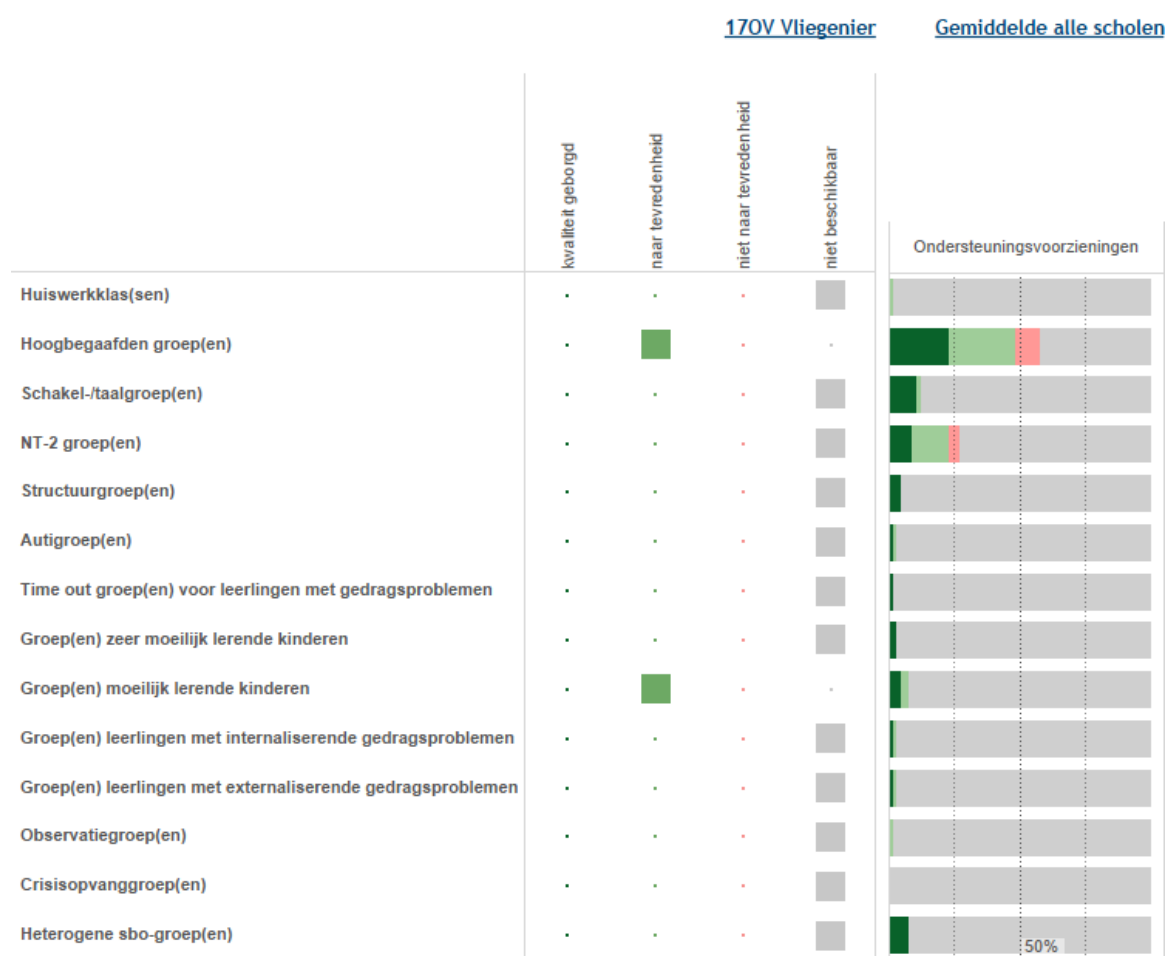 17OV Vliegenier
Gemiddelde alle scholen
kwaliteit geborgd
naar tevredenheid
niet naar tevredenheid
niet beschikbaar
Ondersteuningsvoorzieningen
Huiswerkklas(sen)
Hoogbegaafden groep(en)
Schakel-/taalgroep(en)
NT-2 groep(en)
Structuurgroep(en)
Autigroep(en)
Time out groep(en) voor leerlingen met gedragsproblemen
Groep(en) zeer moeilijk lerende kinderen
Groep(en) moeilijk lerende kinderen
Groep(en) leerlingen met internaliserende gedragsproblemen
Groep(en) leerlingen met externaliserende gedragsproblemen
Observatiegroep(en)
Crisisopvanggroep(en)
Heterogene sbo-groep(en)
50%